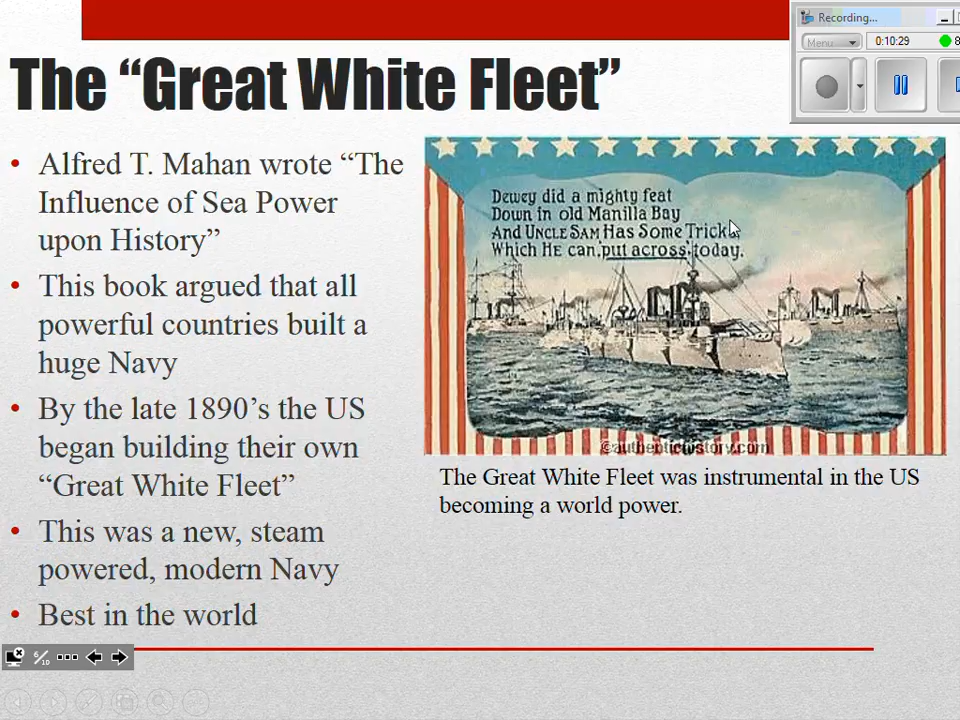 Recording...
Menu
0:10:29
8
The “Great White Fleet”
• Alfred T. Mahan wrote “The
Influence of Sea Power
upon History”
• This book argued that all
powerful countries built a
huge Navy
• By the late 1890’s the US
began building their own
“Great White Fleet”
• This was a new, steam
powered, modern Navy
• Best in the world
Dewey did a mighty feat
Down in old Manilla Bay
And UNCLE SAM Has Some Tricks
Which HE can, put across, today.
©authentichistory.com
The Great White Fleet was instrumental in the US
becoming a world power.
6/10